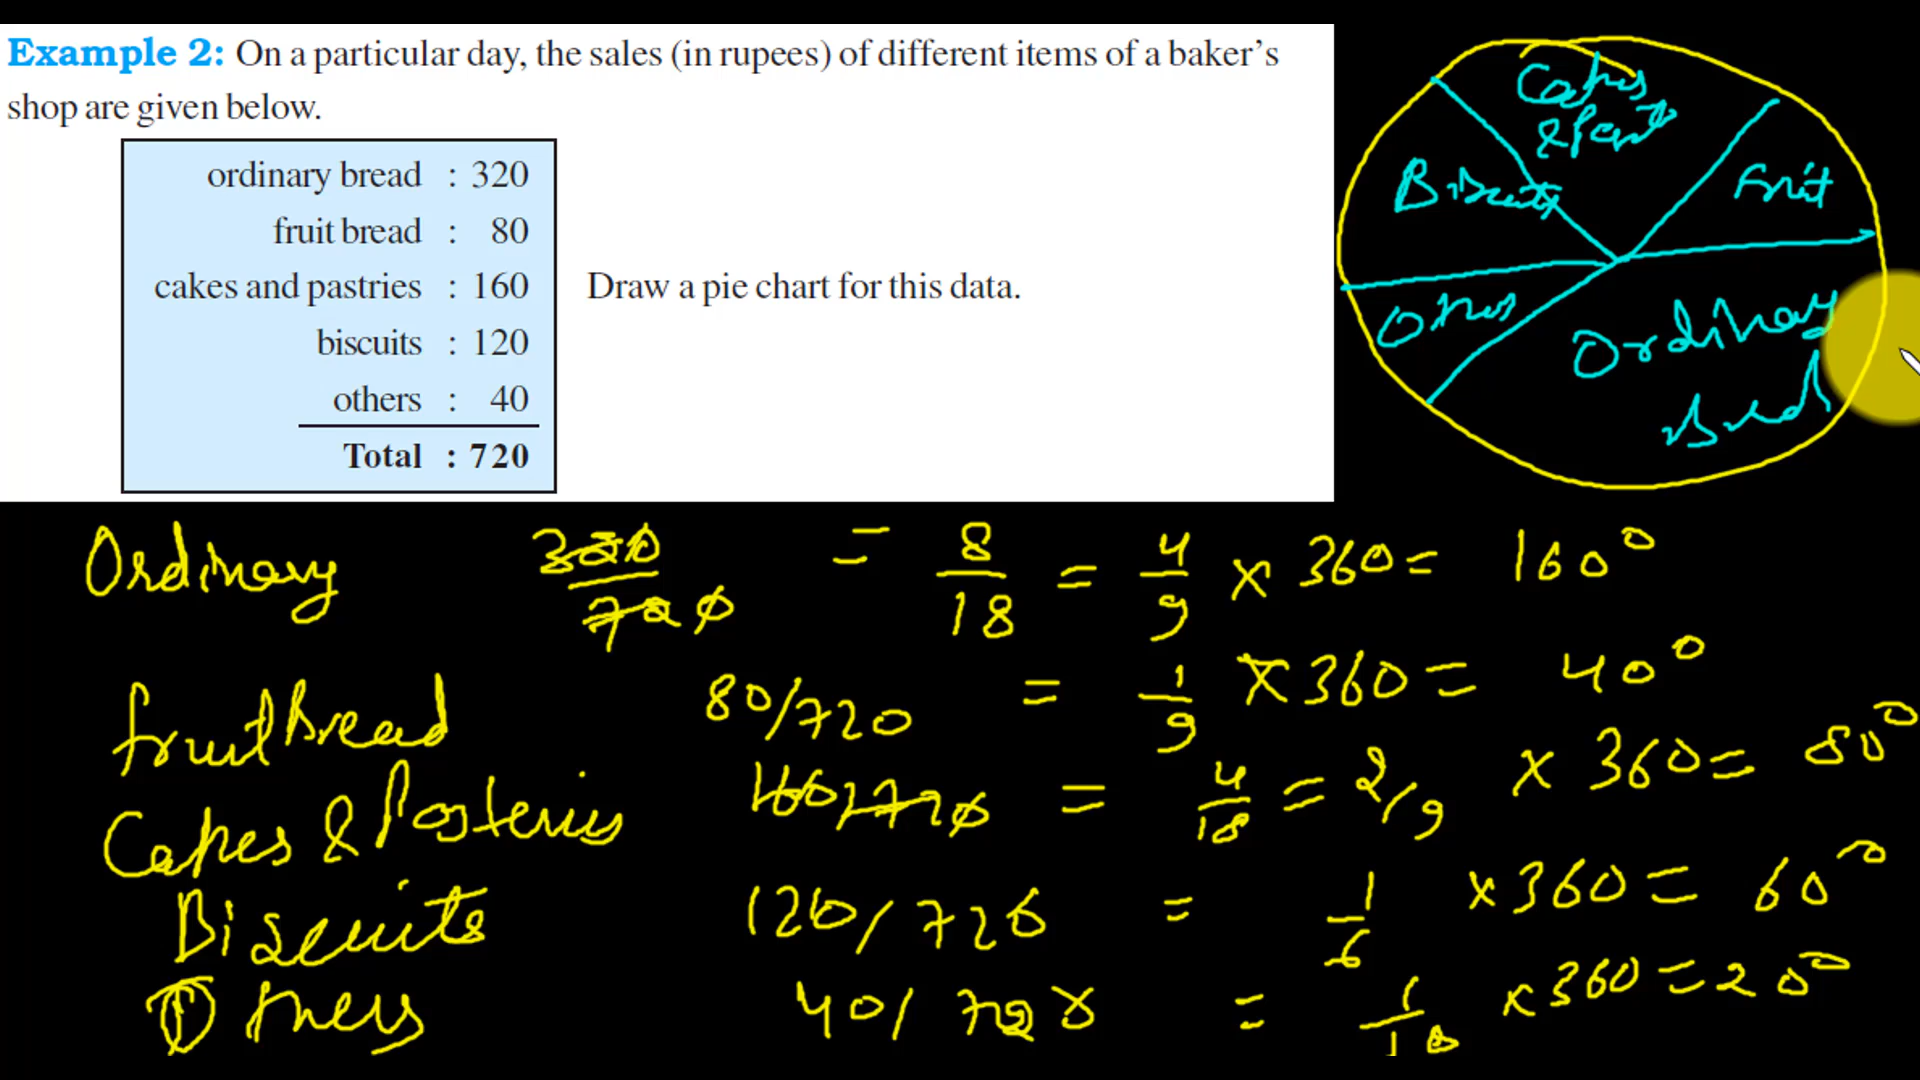 Example 2: On a particular day, the sales (in rupees) of different items of a baker's
shop are given below.
ordinary bread : 320
fruit bread : 80
cakes and pastries : 160
biscuits : 120
others : 40
Total : 720
Draw a pie chart for this data.
Cakes
&
Biscuits
Fruit
Others
Ordinary
Bread
Ordinary 320/720 = 8/18 = 4/9 × 360 = 160°
fruit Bread 80/720 = 1/9 × 360 = 40°
Cakes & Pasteries 160/720 = 4/18 = 2/9 × 360 = 80°
Biscuits 120/720 = 1/6 × 360 = 60°
Others 40/720 = 1/18 × 360 = 20°